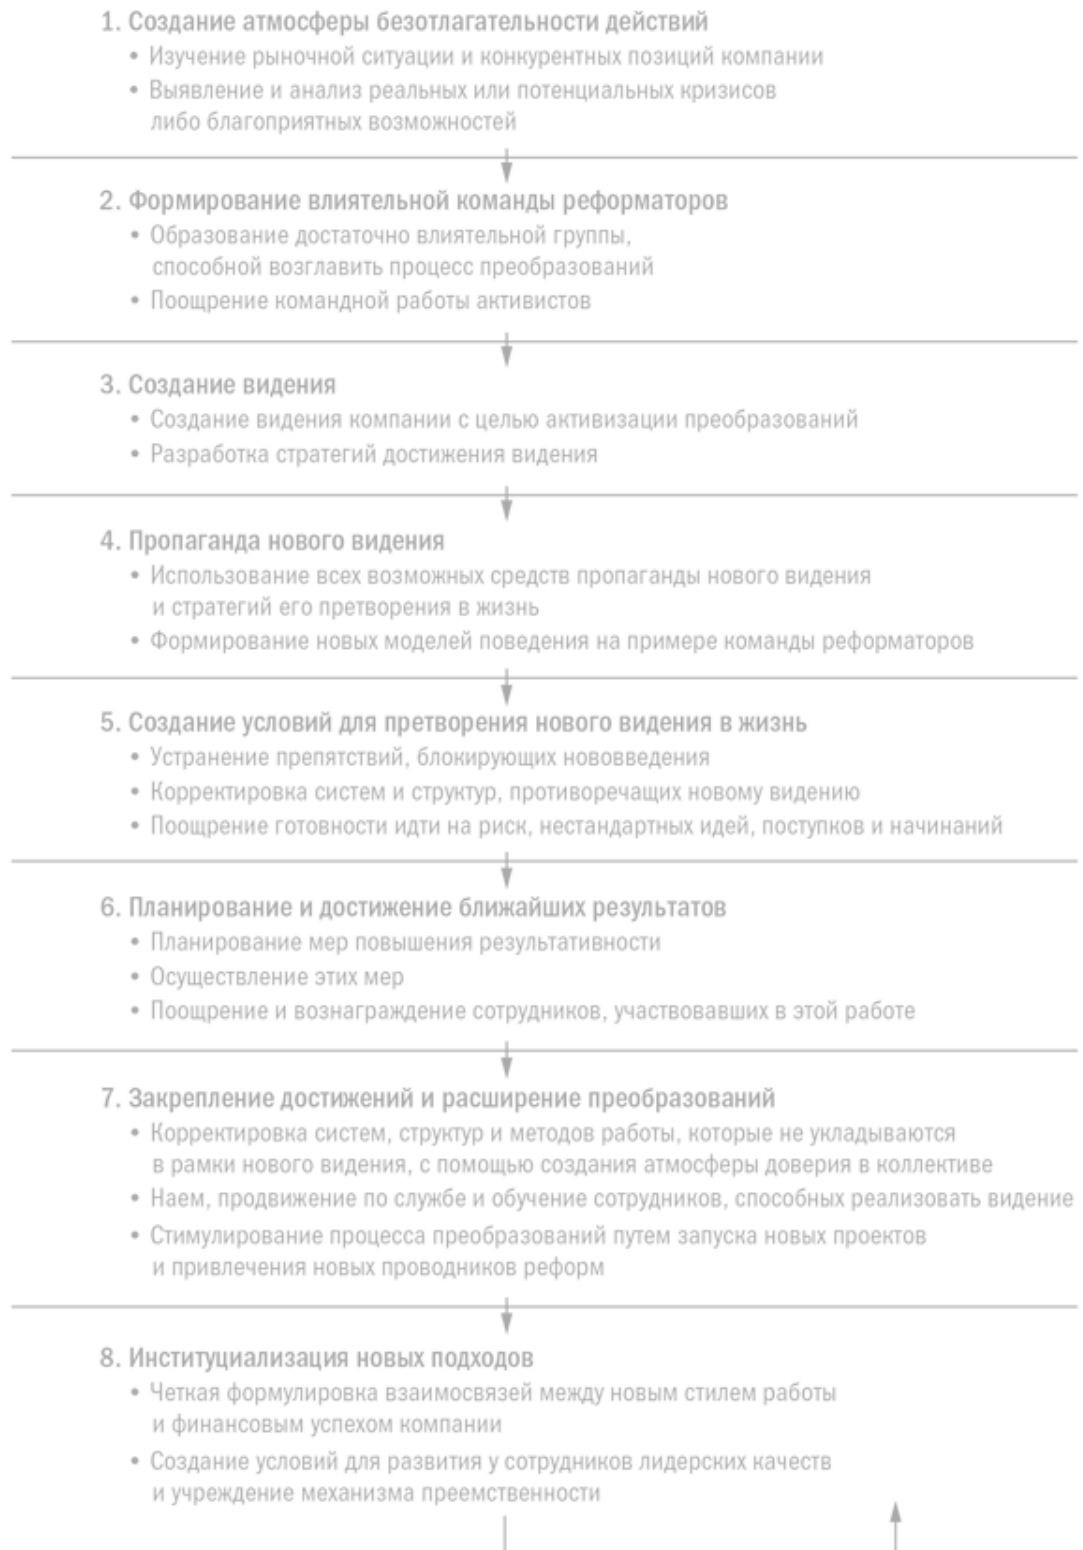 1. Создание атмосферы безотлагательности действий
• Изучение рыночной ситуации и конкурентных позиций компании
• Выявление и анализ реальных или потенциальных кризисов
либо благоприятных возможностей
2. Формирование влиятельной команды реформаторов
• Образование достаточно влиятельной группы,
способной возглавить процесс преобразований
• Поощрение командной работы активистов
3. Создание видения
• Создание видения компании с целью активизации преобразований
• Разработка стратегий достижения видения
4. Пропаганда нового видения
• Использование всех возможных средств пропаганды нового видения
и стратегий его претворения в жизнь
• Формирование новых моделей поведения на примере команды реформаторов
5. Создание условий для претворения нового видения в жизнь
• Устранение препятствий, блокирующих нововведения
• Корректировка систем и структур, противоречащих новому видению
• Поощрение готовности идти на риск, нестандартных идей, поступков и начинаний
6. Планирование и достижение ближайших результатов
• Планирование мер повышения результативности
• Осуществление этих мер
• Поощрение и вознаграждение сотрудников, участвовавших в этой работе
7. Закрепление достижений и расширение преобразований
• Корректировка систем, структур и методов работы, которые не укладываются
в рамки нового видения, с помощью создания атмосферы доверия в коллективе
• Наем, продвижение по службе и обучение сотрудников, способных реализовать видение
• Стимулирование процесса преобразований путем запуска новых проектов
и привлечения новых проводников реформ
8. Институциализация новых подходов
• Четкая формулировка взаимосвязей между новым стилем работы
и финансовым успехом компании
• Создание условий для развития у сотрудников лидерских качеств
и учреждение механизма преемственности